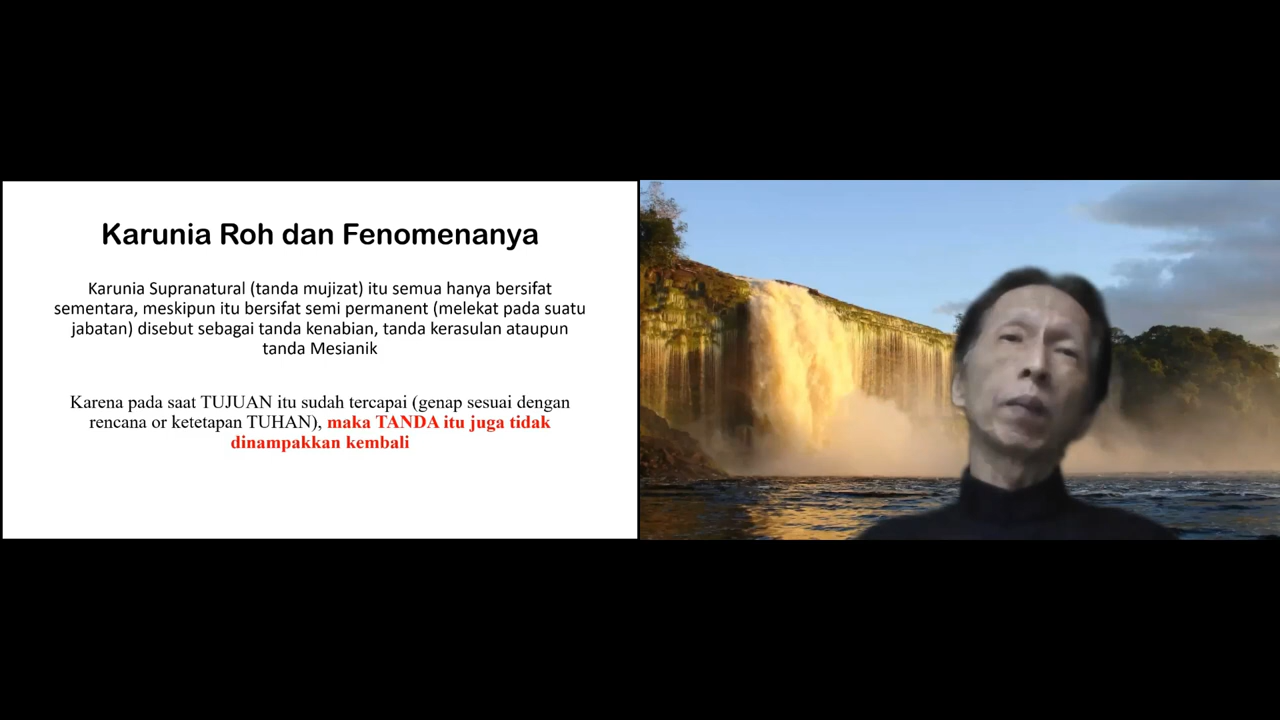 Karunia Roh dan Fenomenanya
Karunia Supranatural (tanda mujizat) itu semua hanya bersifat
sementara, meskipun itu bersifat semi permanent (melekat pada suatu
jabatan) disebut sebagai tanda kenabian, tanda kerasulan ataupun
tanda Mesianik
Karena pada saat TUJUAN itu sudah tercapai (genap sesuai dengan
rencana or ketetapan TUHAN), maka TANDA itu juga tidak
dinampakkan kembali